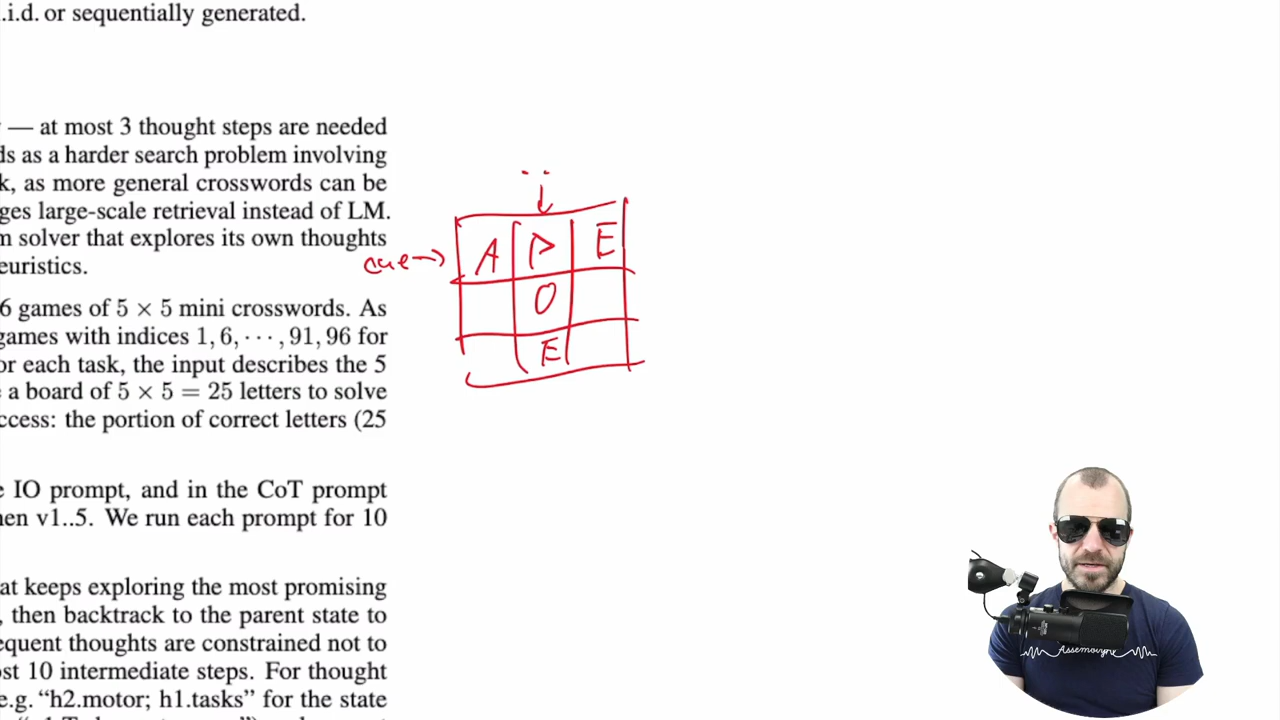 .i.d. or sequentially generated.
— at most 3 thought steps are needed
ds as a harder search problem involving
k, as more general crosswords can be
ges large-scale retrieval instead of LM.
m solver that explores its own thoughts
euristics.
6 games of 5 × 5 mini crosswords. As
games with indices 1, 6, ··· , 91, 96 for
or each task, the input describes the 5
a board of 5 × 5 = 25 letters to solve
ccess: the portion of correct letters (25
e IO prompt, and in the CoT prompt
hen v1..5. We run each prompt for 10
at keeps exploring the most promising
, then backtrack to the parent state to
equent thoughts are constrained not to
ost 10 intermediate steps. For thought
e.g. “h2.motor; h1.tasks” for the state
A P E
O
E